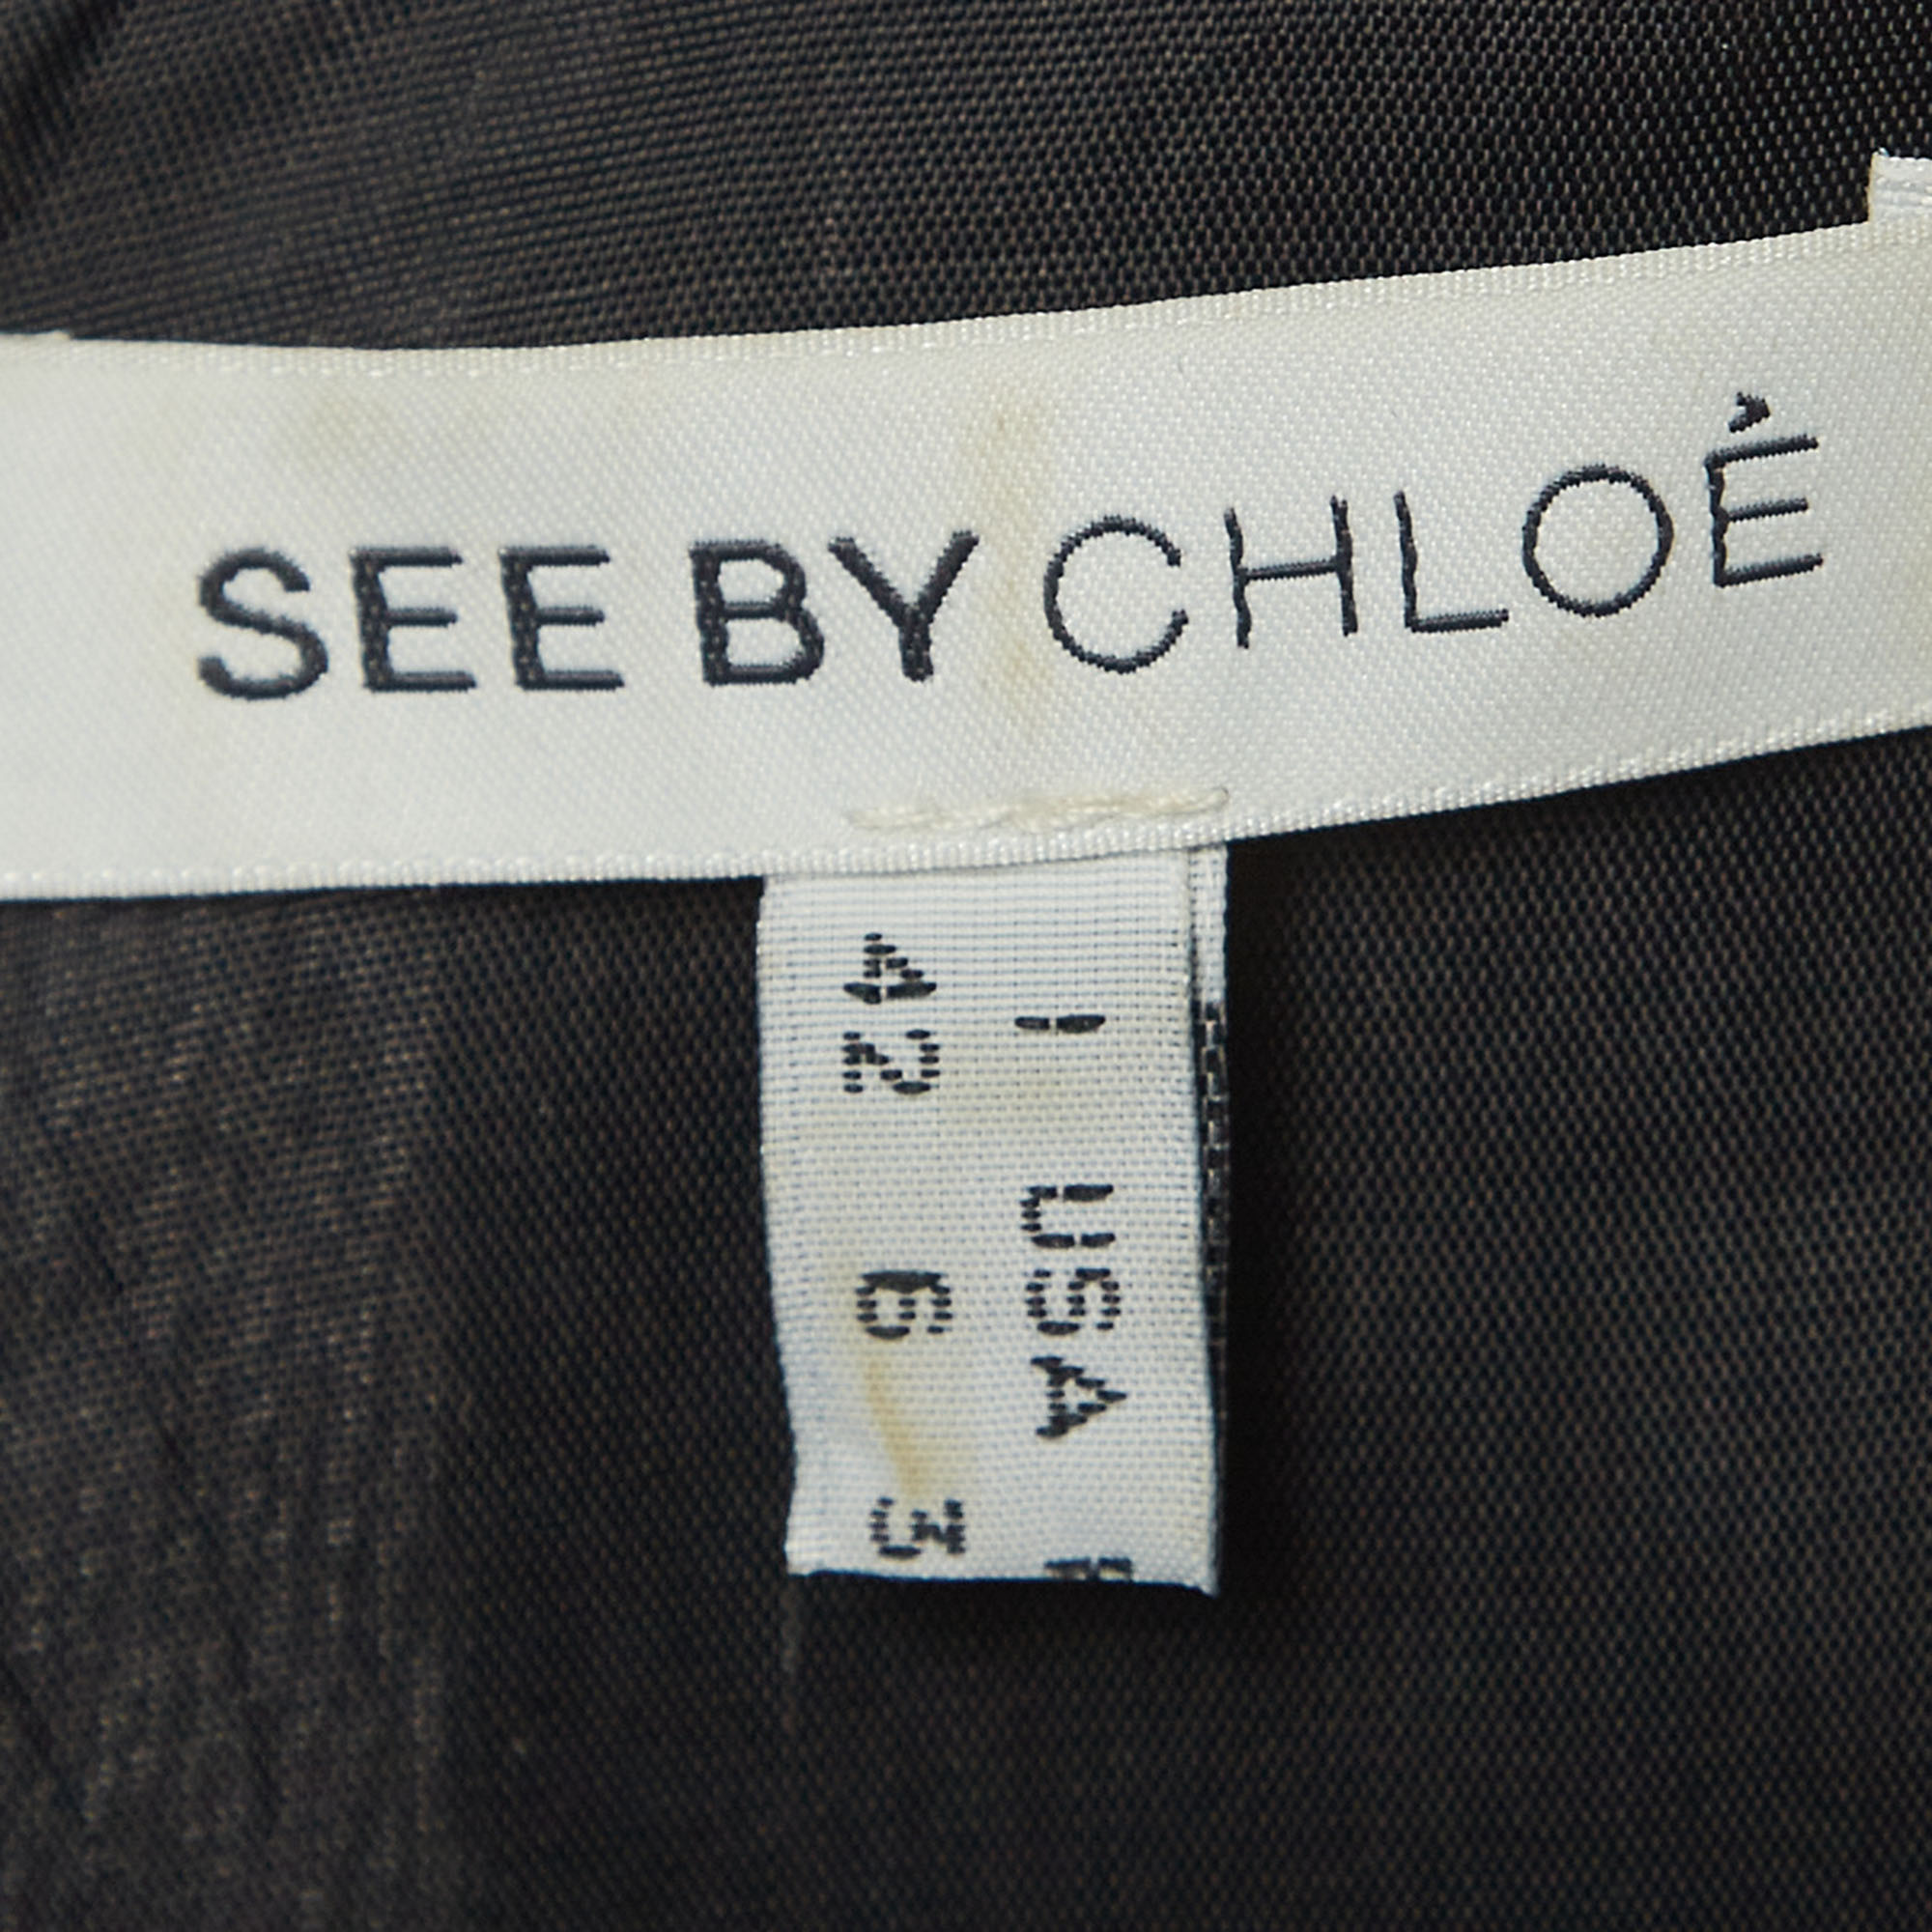 SEE BY CHLOÉ
I USA
42 6 3